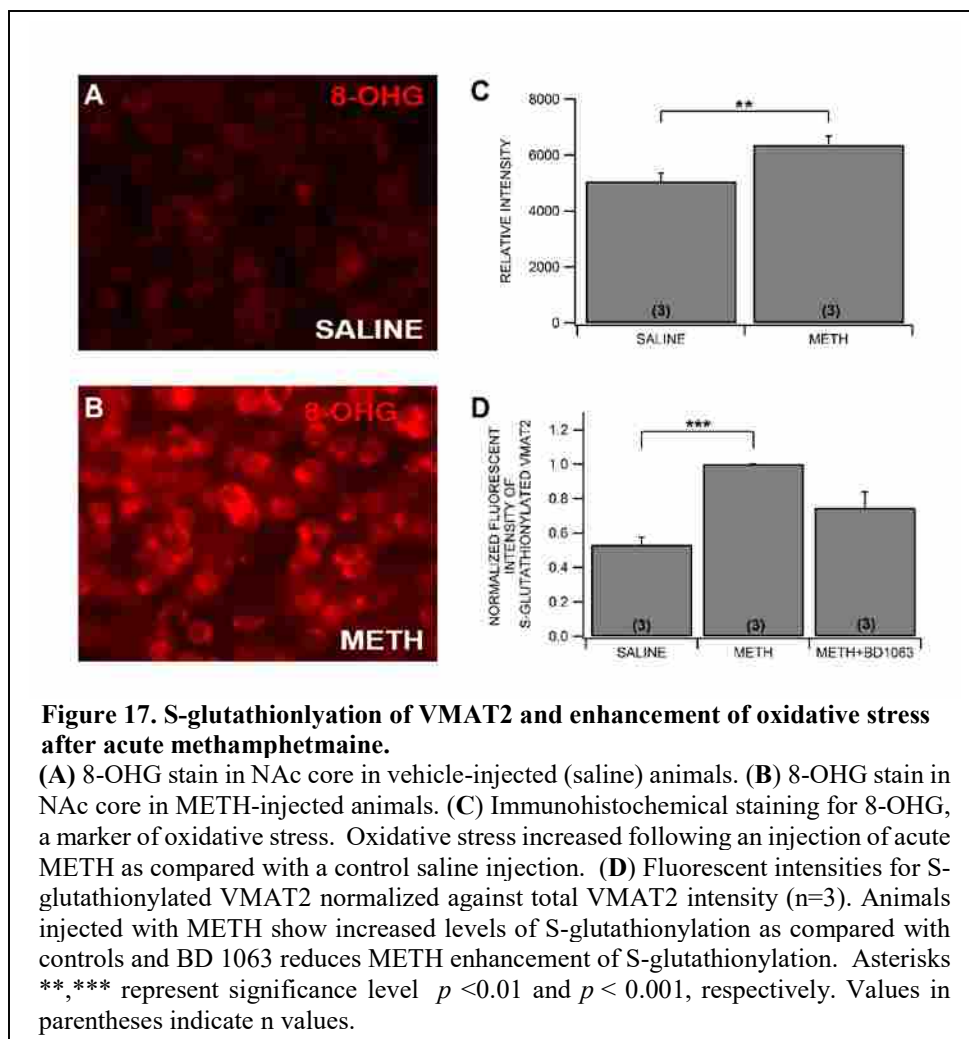 A
8-OHG
SALINE
B
8-OHG
METH
C
RELATIVE INTENSITY
8000
6000
4000
2000
0
**
(3)
(3)
SALINE
METH
D
NORMALIZED FLUORESCENT
INTENSITY OF
S-GLUTATHIONYLATED VMAT2
1.2
1.0
0.8
0.6
0.4
0.2
0.0
***
(3)
(3)
(3)
SALINE
METH
METH+BD1063
Figure 17. S-glutathionlyation of VMAT2 and enhancement of oxidative stress
after acute methamphetmaine.
(A) 8-OHG stain in NAc core in vehicle-injected (saline) animals. (B) 8-OHG stain in
NAc core in METH-injected animals. (C) Immunohistochemical staining for 8-OHG,
a marker of oxidative stress. Oxidative stress increased following an injection of acute
METH as compared with a control saline injection. (D) Fluorescent intensities for S-
glutathionylated VMAT2 normalized against total VMAT2 intensity (n=3). Animals
injected with METH show increased levels of S-glutathionylation as compared with
controls and BD 1063 reduces METH enhancement of S-glutathionylation. Asterisks
**,*** represent significance level p <0.01 and p < 0.001, respectively. Values in
parentheses indicate n values.